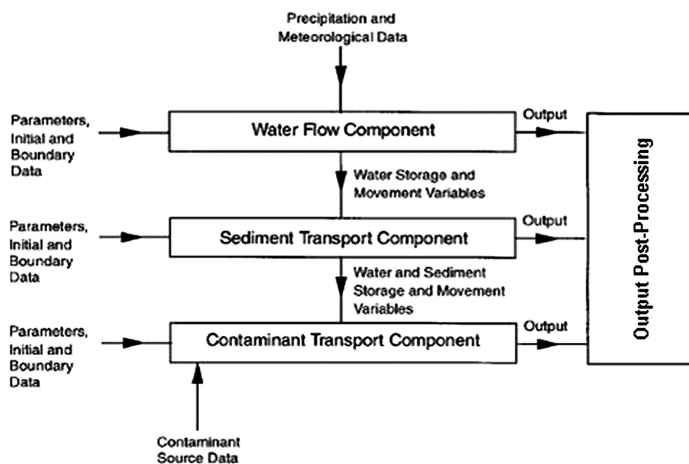 Precipitation and
Meteorological Data
Parameters,
Initial and
Boundary
Data
Water Flow Component
Output
Water Storage and
Movement Variables
Parameters,
Initial and
Boundary
Data
Sediment Transport Component
Output
Water and Sediment
Storage and Movement
Variables
Parameters,
Initial and
Boundary
Data
Contaminant Transport Component
Output
Contaminant
Source Data
Output Post-Processing